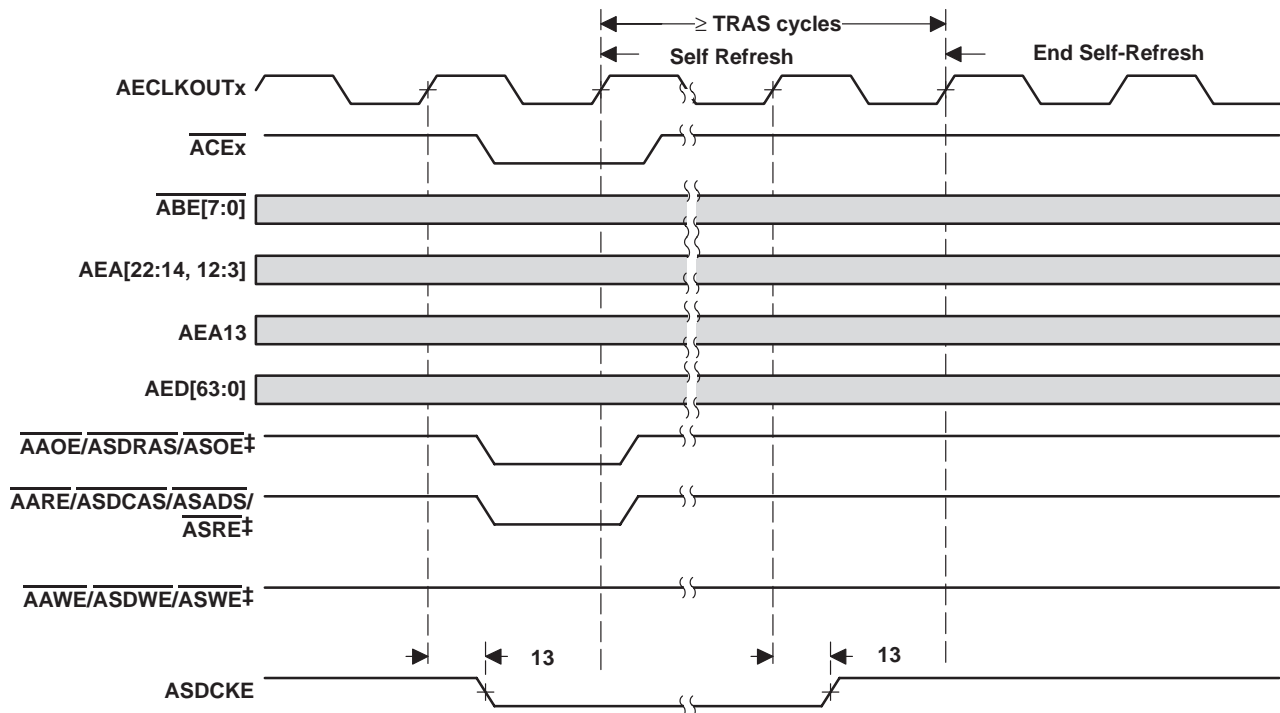 ≥ TRAS cycles
Self Refresh
End Self-Refresh
AECLKOUTx
ACEx
ABE[7:0]
AEA[22:14, 12:3]
AEA13
AED[63:0]
AAOE/ASDRAS/ASOE‡
AARE/ASDCAS/ASADS/
ASRE‡
AAWE/ASDWE/ASWE‡
13
13
ASDCKE